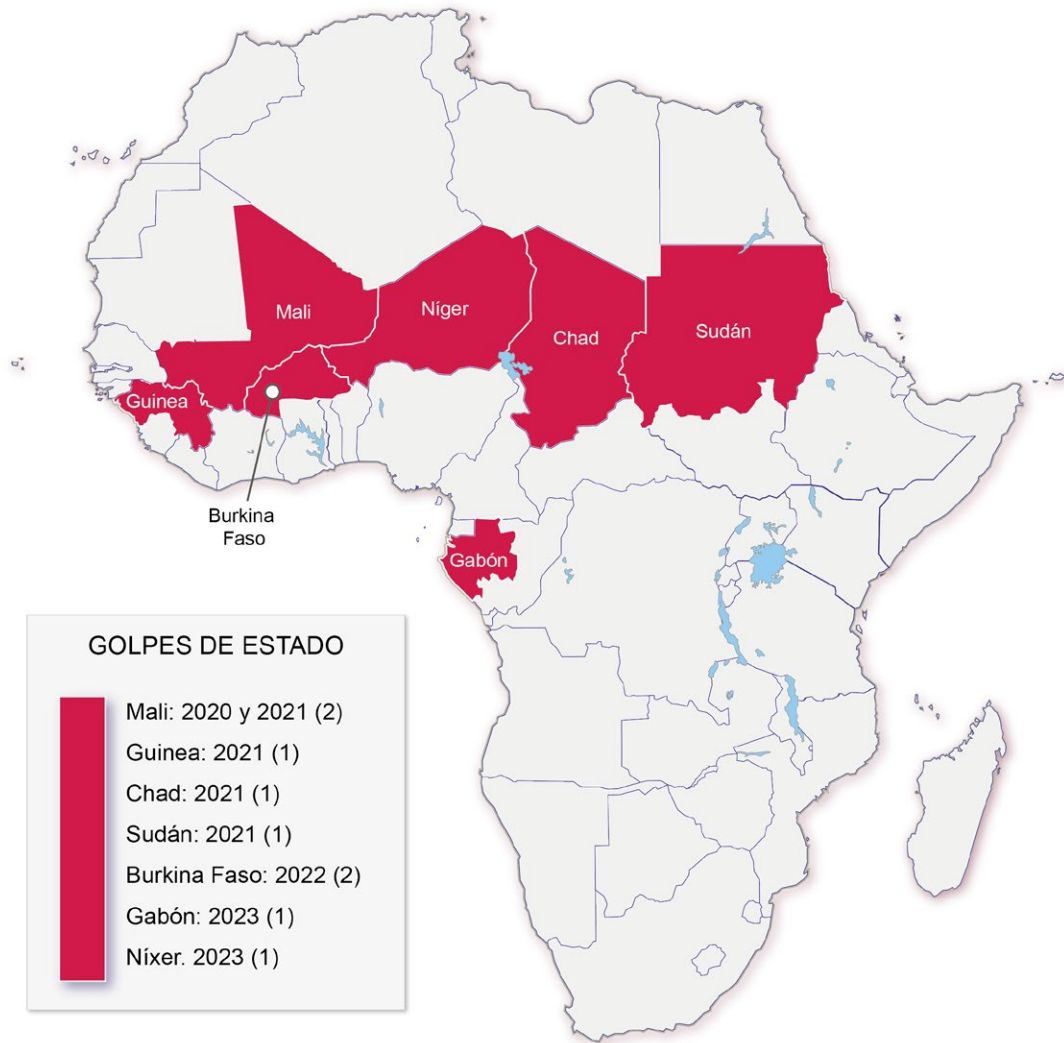 Mali
Níger
Chad
Sudán
Guinea
Burkina
Faso
Gabón
GOLPES DE ESTADO
Mali: 2020 y 2021 (2)
Guinea: 2021 (1)
Chad: 2021 (1)
Sudán: 2021 (1)
Burkina Faso: 2022 (2)
Gabón: 2023 (1)
Níxer. 2023 (1)